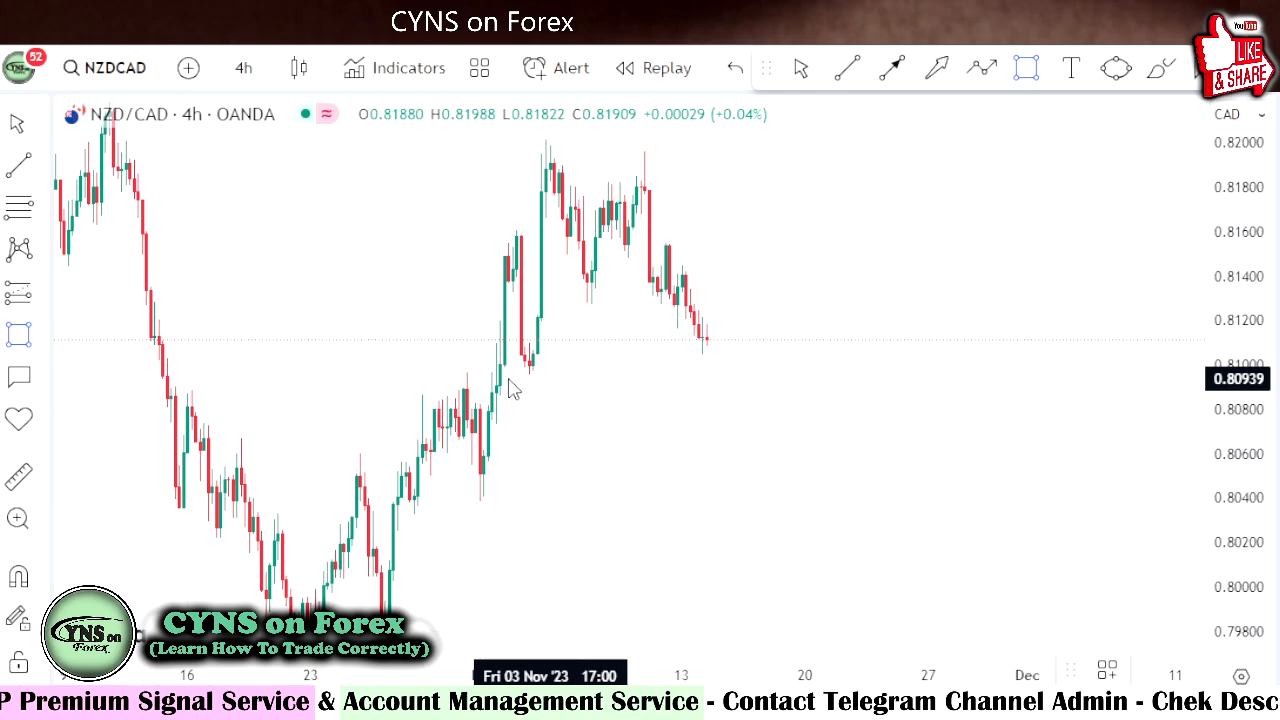 CYNS on Forex
YouTube
LIKE
& SHARE
52
NZDCAD
4h
Indicators
Alert
Replay
NZD/CAD · 4h · OANDA
O0.81880 H0.81988 L0.81822 C0.81909 +0.00029 (+0.04%)
CAD
0.82000
0.81800
0.81600
0.81400
0.81200
0.81000
0.80939
0.80800
0.80600
0.80400
0.80200
0.80000
0.79800
YNS on
Forex
CYNS on Forex
(Learn How To Trade Correctly)
16
23
Fri 03 Nov '23 17:00
13
20
27
Dec
11
P Premium Signal Service & Account Management Service - Contact Telegram Channel Admin - Chek Desc